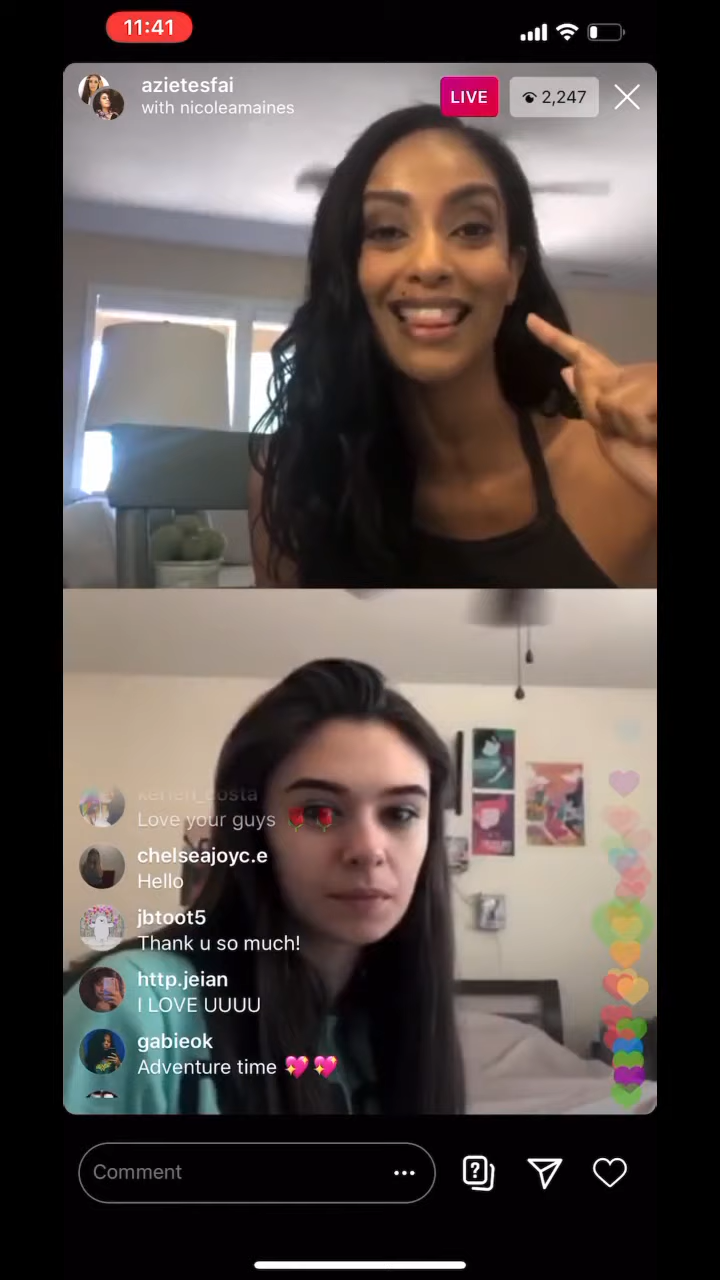 11:41
azietesfai
with nicoleamaines
LIVE
2,247
kerlen_costa
Love your guys 🌹🌹
chelseajoyc.e
Hello
jbtoot5
Thank u so much!
http.jeian
I LOVE UUUU
gabieok
Adventure time 💖💖
Comment